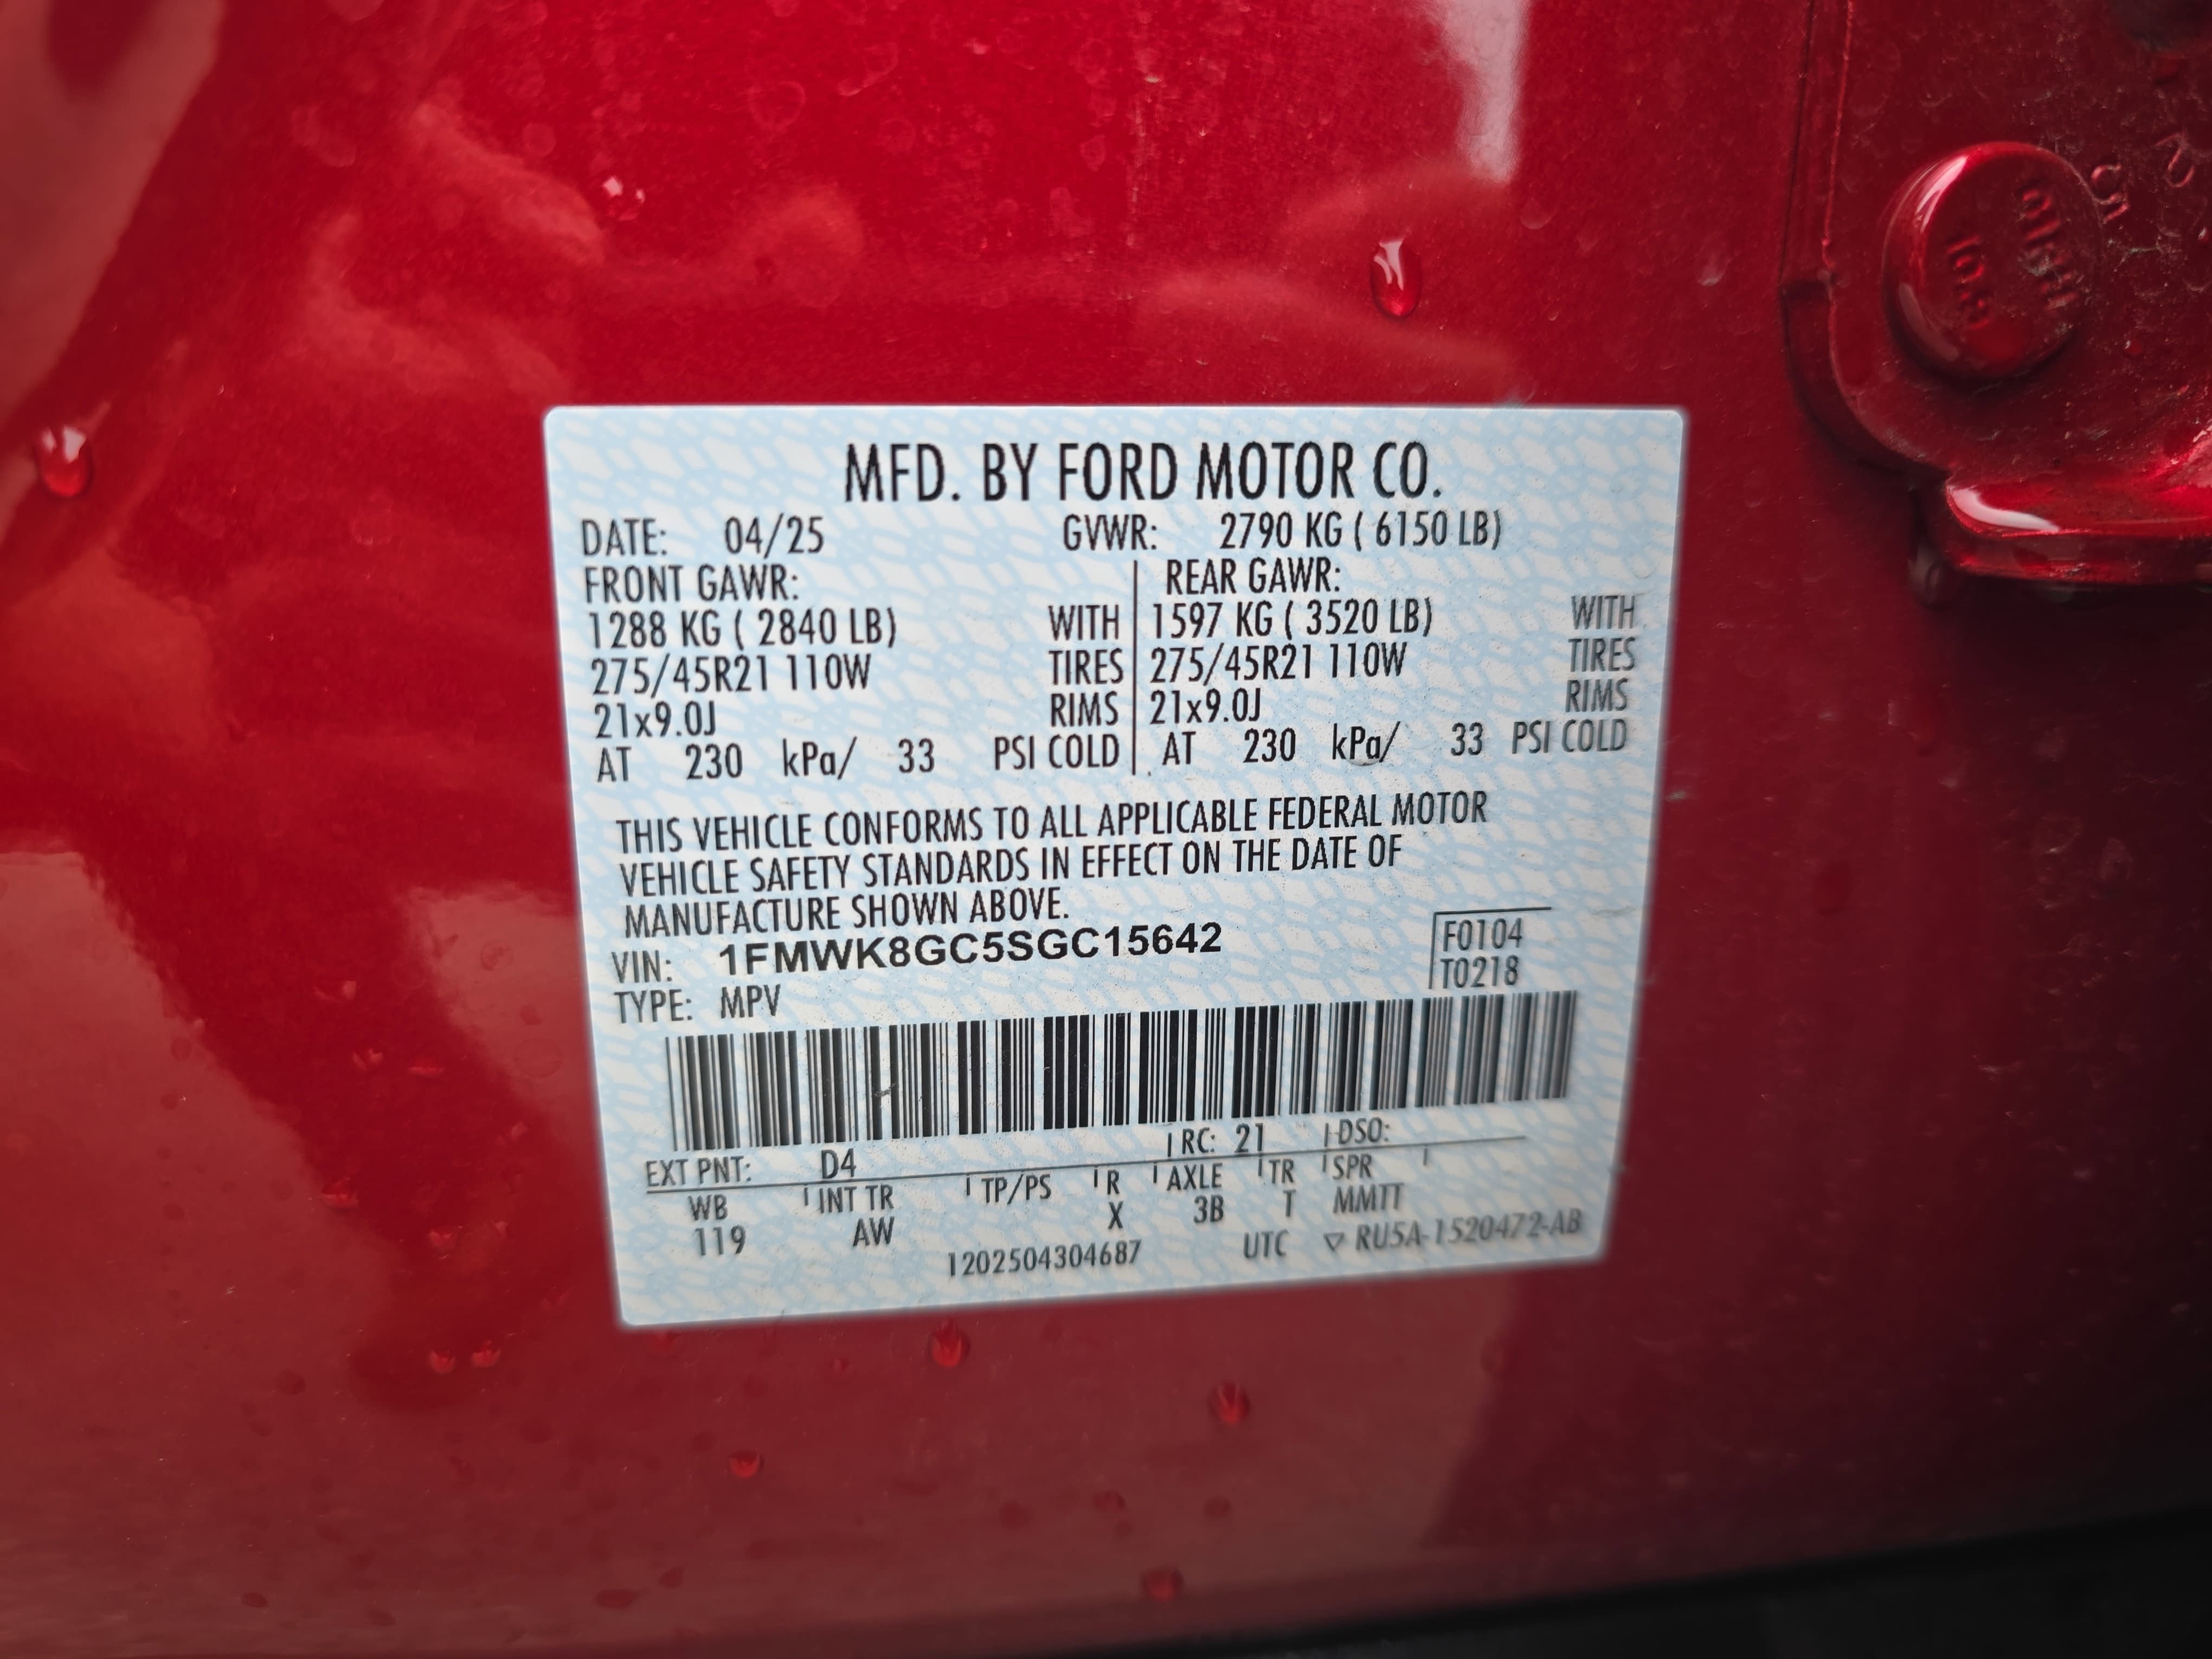 MFD. BY FORD MOTOR CO.
DATE: 04/25 GVWR: 2790 KG ( 6150 LB)
FRONT GAWR: REAR GAWR:
1288 KG ( 2840 LB) WITH 1597 KG ( 3520 LB) WITH
275/45R21 110W TIRES 275/45R21 110W TIRES
21x9.0J RIMS 21x9.0J RIMS
AT 230 kPa/ 33 PSI COLD AT 230 kPa/ 33 PSI COLD
THIS VEHICLE CONFORMS TO ALL APPLICABLE FEDERAL MOTOR
VEHICLE SAFETY STANDARDS IN EFFECT ON THE DATE OF
MANUFACTURE SHOWN ABOVE.
VIN: 1FMWK8GC5SGC15642
TYPE: MPV
F0104
T0218
EXT PNT: D4 RC: 21 DSO:
WB INT TR TP/PS R AXLE TR SPR
119 AW X 3B T MMTT
1202504304687 UTC ▽ RU5A-1520472-AB
10.8